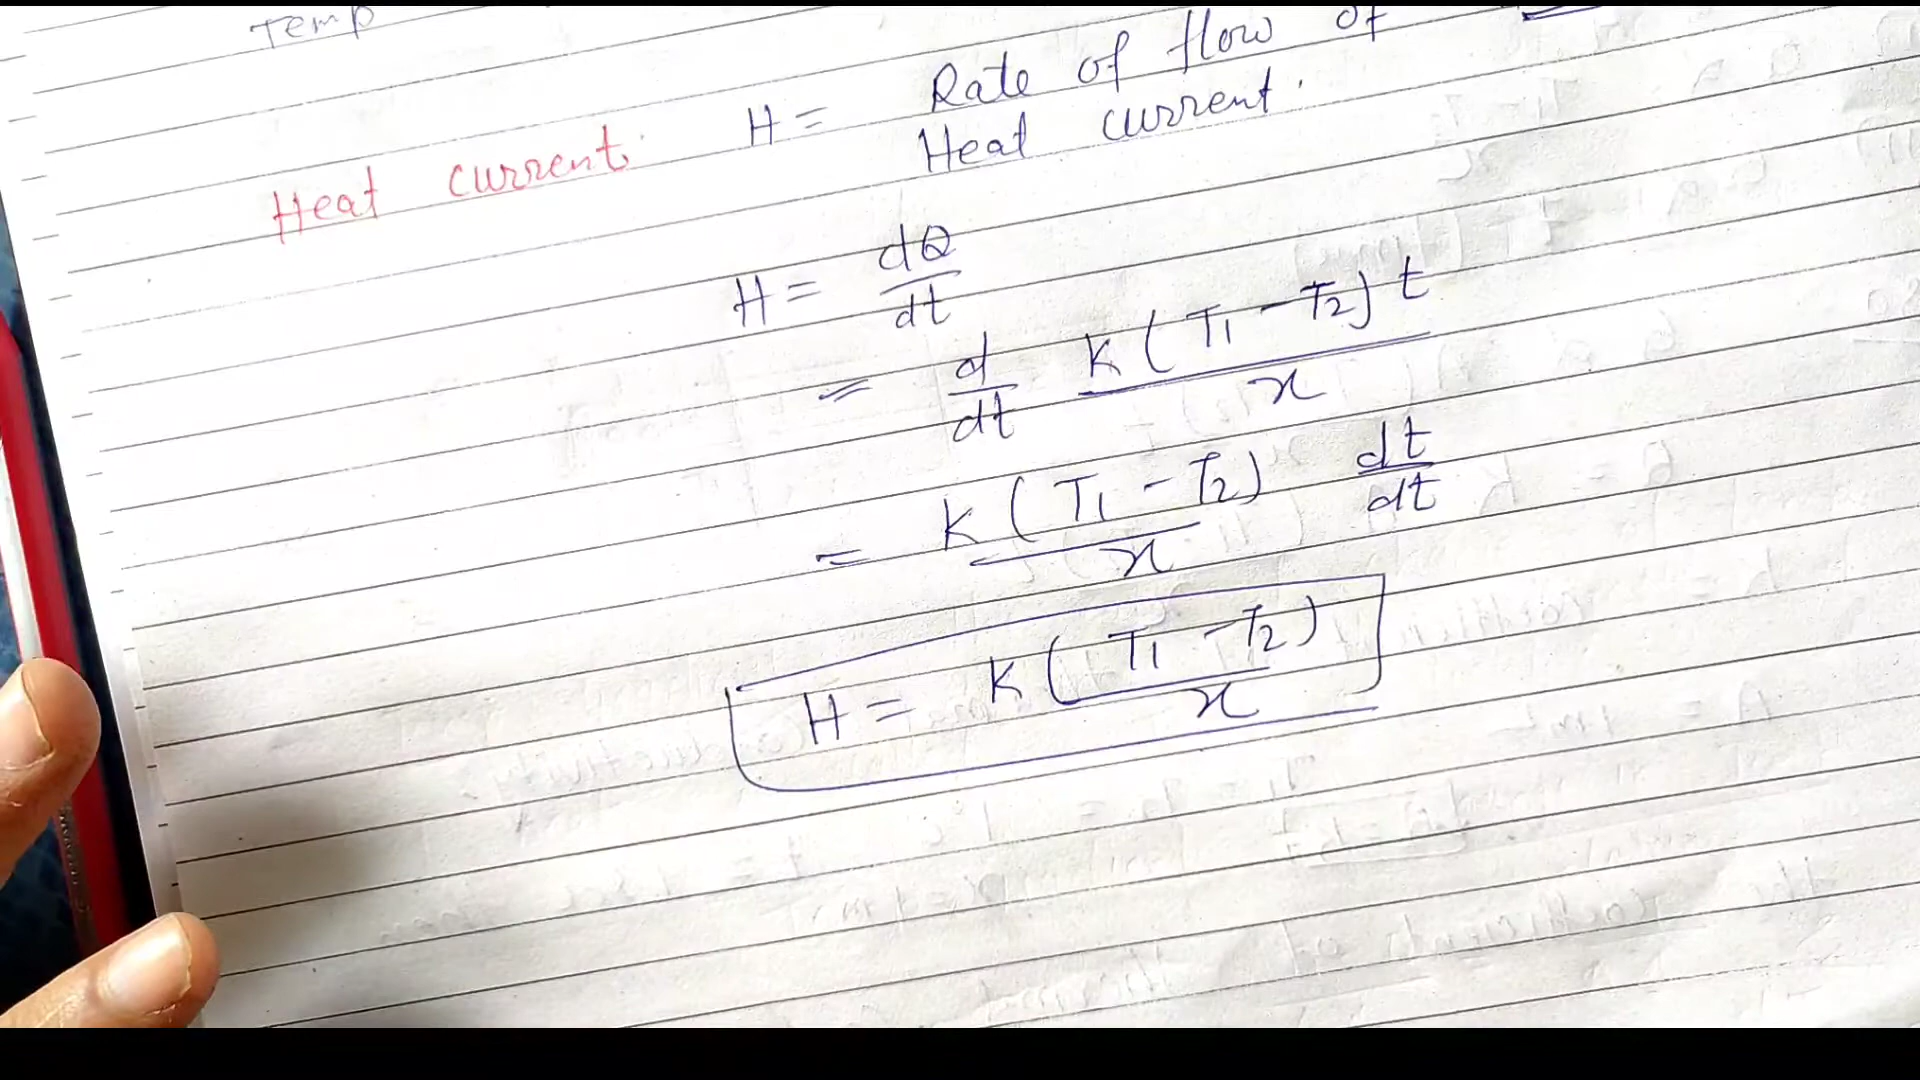 Temp
Heat current. H = Rate of flow of
Heat current.
H = dQ/dt
= d/dt K(T1 - T2)t/x
= K(T1 - T2)/x dt/dt
H = K(T1 - T2)/x